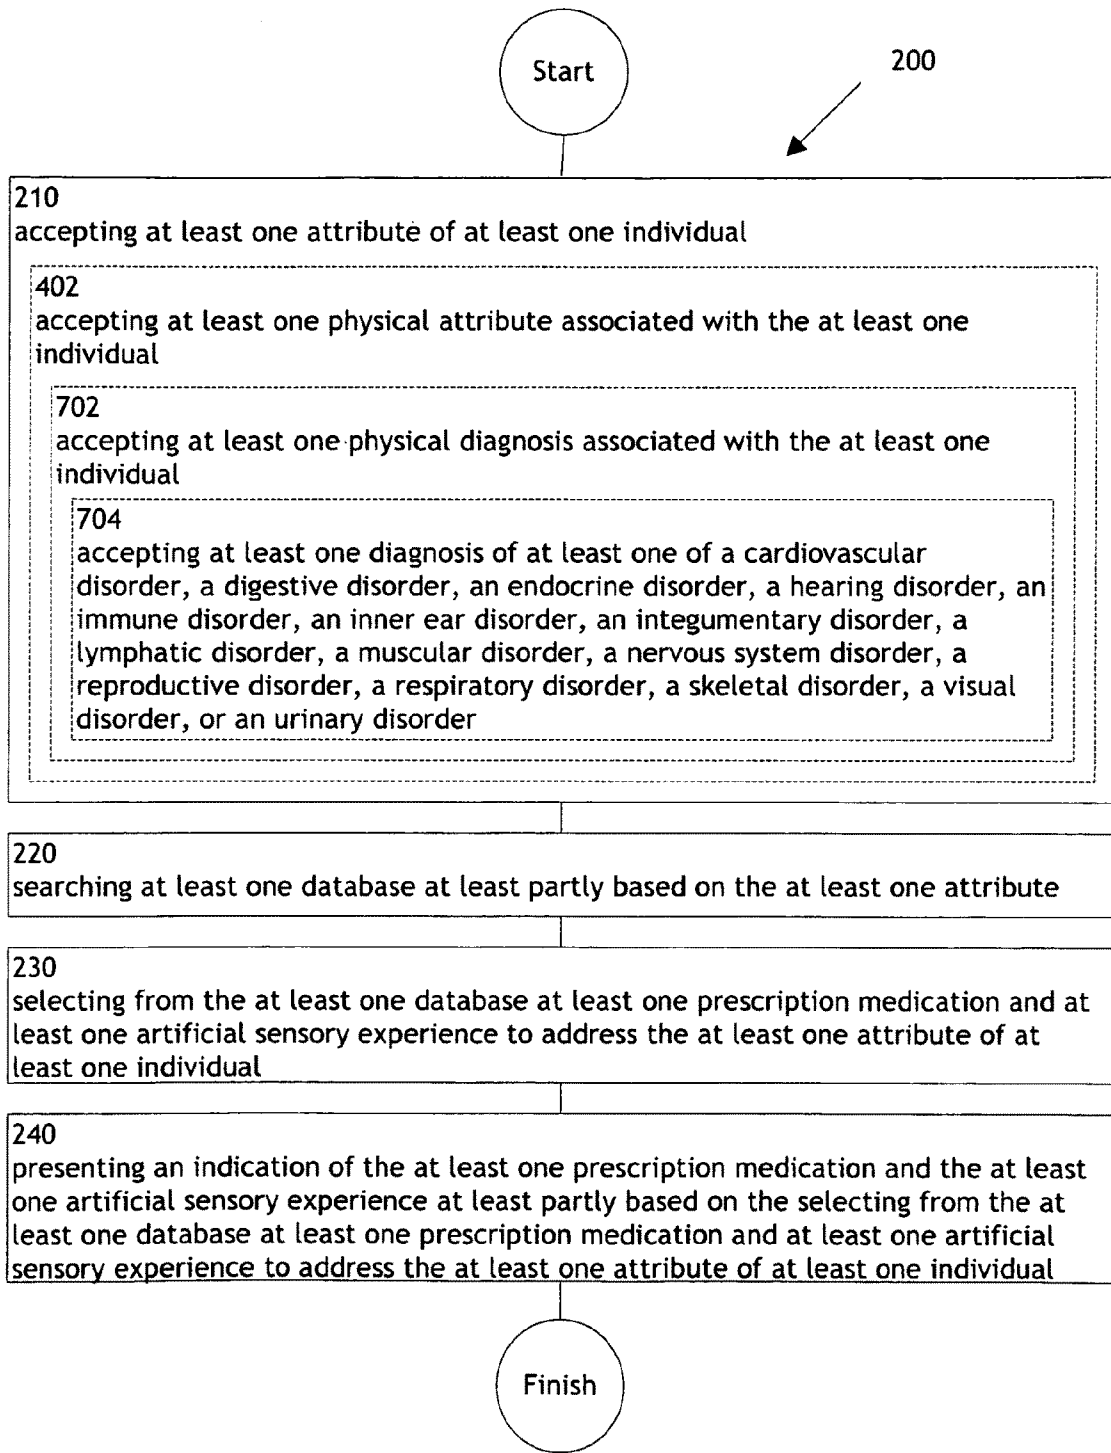 Start
200
210
accepting at least one attribute of at least one individual
402
accepting at least one physical attribute associated with the at least one
individual
702
accepting at least one physical diagnosis associated with the at least one
individual
704
accepting at least one diagnosis of at least one of a cardiovascular
disorder, a digestive disorder, an endocrine disorder, a hearing disorder, an
immune disorder, an inner ear disorder, an integumentary disorder, a
lymphatic disorder, a muscular disorder, a nervous system disorder, a
reproductive disorder, a respiratory disorder, a skeletal disorder, a visual
disorder, or an urinary disorder
220
searching at least one database at least partly based on the at least one attribute
230
selecting from the at least one database at least one prescription medication and at
least one artificial sensory experience to address the at least one attribute of at
least one individual
240
presenting an indication of the at least one prescription medication and the at least
one artificial sensory experience at least partly based on the selecting from the at
least one database at least one prescription medication and at least one artificial
sensory experience to address the at least one attribute of at least one individual
Finish